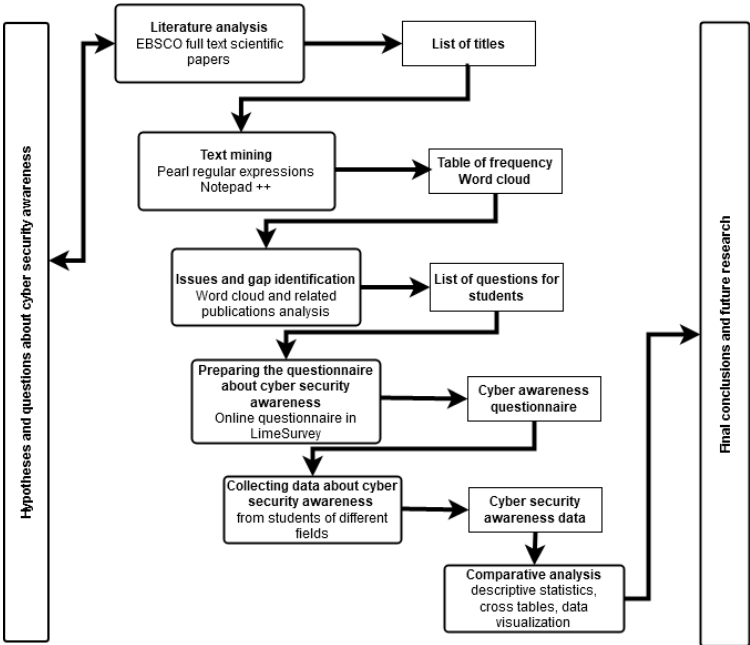 Hypotheses and questions about cyber security awareness
Literature analysis
EBSCO full text scientific
papers
List of titles
Text mining
Pearl regular expressions
Notepad ++
Table of frequency
Word cloud
Issues and gap identification
Word cloud and related
publications analysis
List of questions for
students
Preparing the questionnaire
about cyber security
awareness
Online questionnaire in
LimeSurvey
Cyber awareness
questionnaire
Collecting data about cyber
security awareness
from students of different
fields
Cyber security
awareness data
Comparative analysis
descriptive statistics,
cross tables, data
visualization
Final conclusions and future research